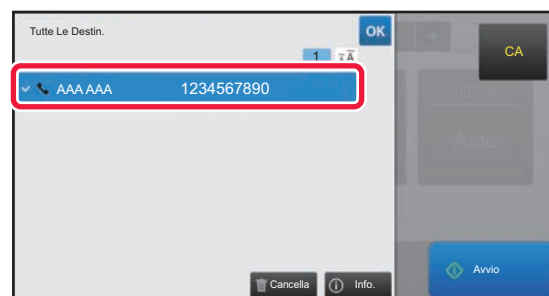 Tutte Le Destin.
OK
CA
1
AAA AAA 1234567890
Originale
Auto
Cancella
Info.
Avvio